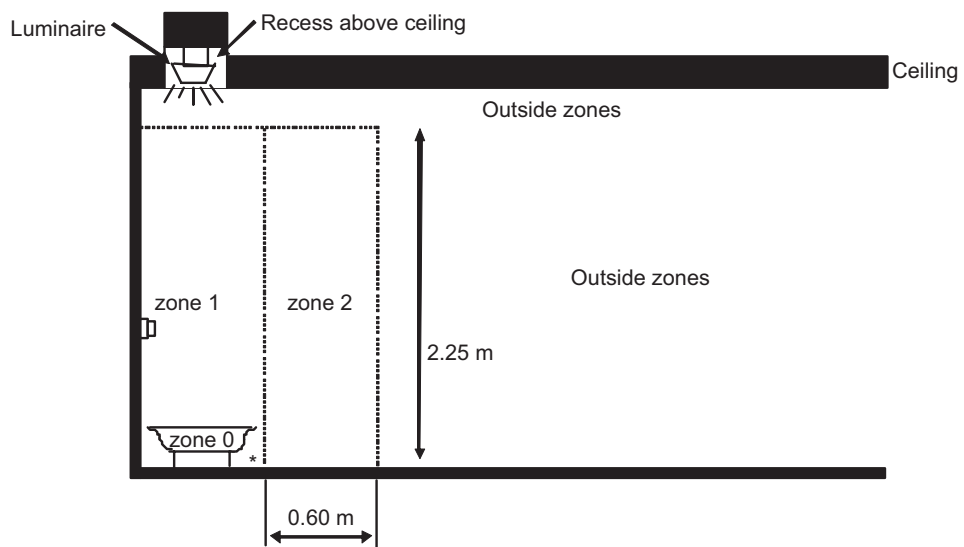 Luminaire
Recess above ceiling
Ceiling
Outside zones
Outside zones
zone 1
zone 2
2.25 m
zone 0
*
0.60 m